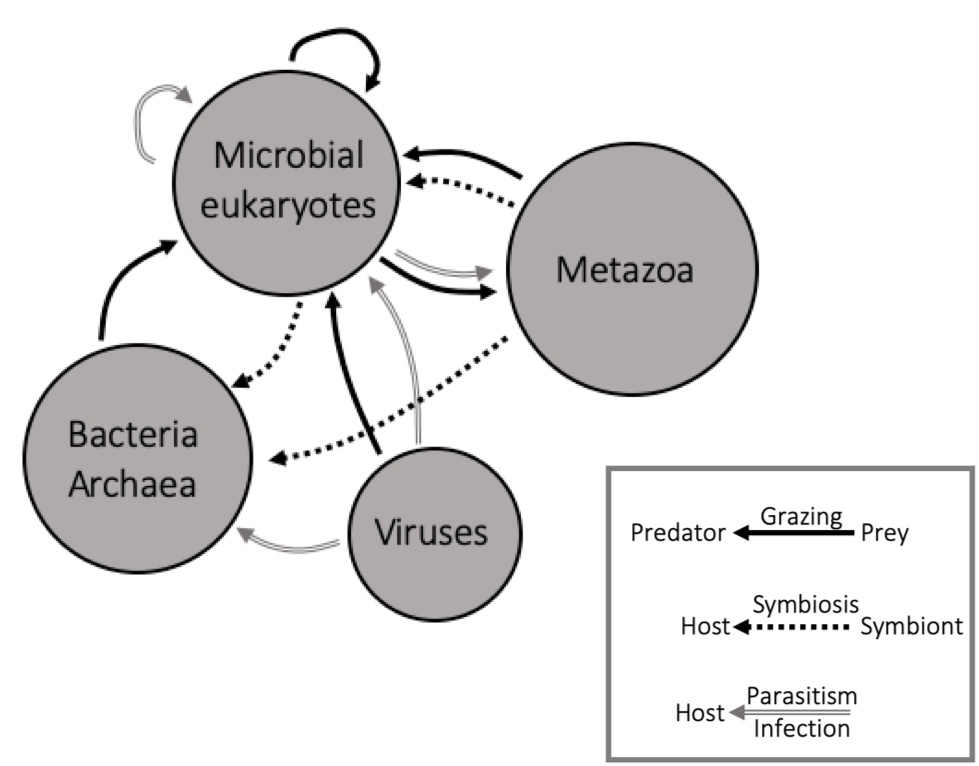 Microbial
eukaryotes
Metazoa
Bacteria
Archaea
Viruses
Grazing
Predator Prey
Symbiosis
Host Symbiont
Parasitism
Host
Infection